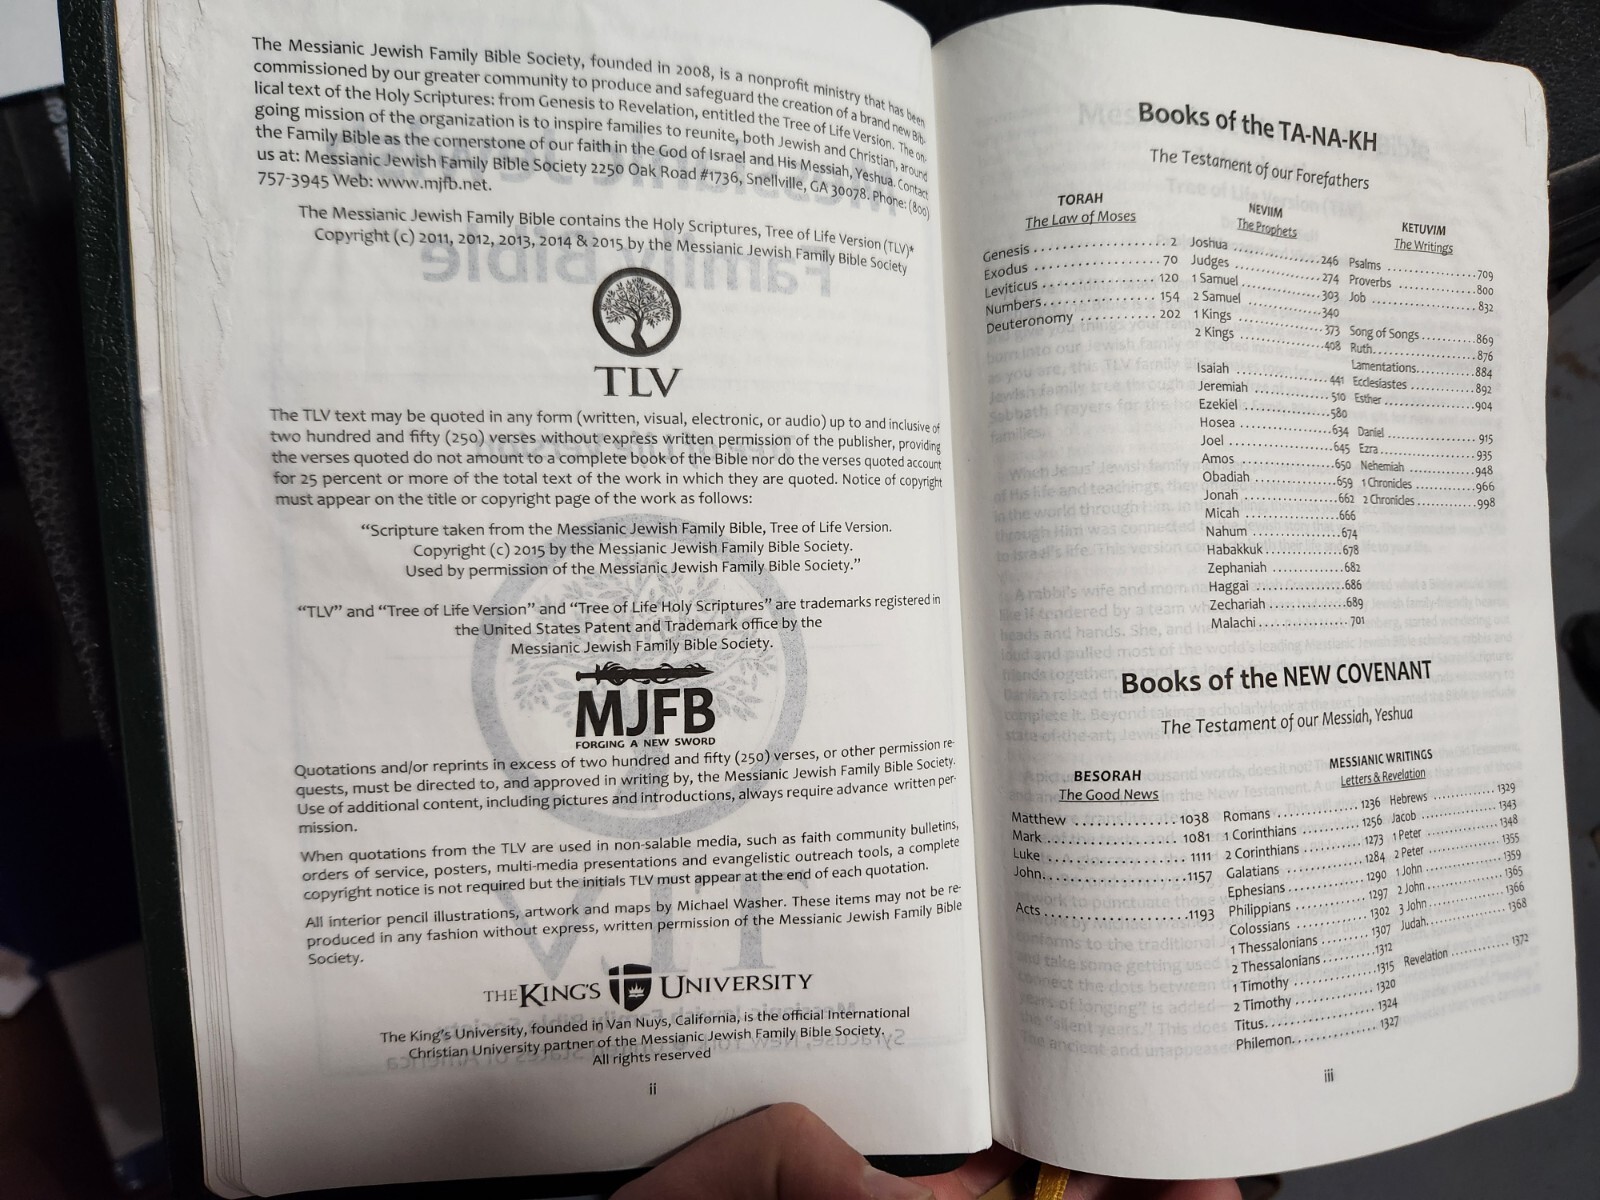 The Messianic Jewish Family Bible Society, founded in 2008, is a nonprofit ministry that has been
commissioned by our greater community to produce and safeguard the creation of a brand new Bib-
lical text of the Holy Scriptures: from Genesis to Revelation, entitled the Tree of Life Version. The on-
going mission of the organization is to inspire families to reunite, both Jewish and Christian, around
the Family Bible as the cornerstone of our faith in the God of Israel and His Messiah, Yeshua. Contact
us at: Messianic Jewish Family Bible Society 2250 Oak Road #1736, Snellville, GA 30078. Phone: (800)
757-3945 Web: www.mjfb.net.
The Messianic Jewish Family Bible contains the Holy Scriptures, Tree of Life Version (TLV)*
Copyright (c) 2011, 2012, 2013, 2014 & 2015 by the Messianic Jewish Family Bible Society
TLV
The TLV text may be quoted in any form (written, visual, electronic, or audio) up to and inclusive of
two hundred and fifty (250) verses without express written permission of the publisher, providing
the verses quoted do not amount to a complete book of the Bible nor do the verses quoted account
for 25 percent or more of the total text of the work in which they are quoted. Notice of copyright
must appear on the title or copyright page of the work as follows:
“Scripture taken from the Messianic Jewish Family Bible, Tree of Life Version.
Copyright (c) 2015 by the Messianic Jewish Family Bible Society.
Used by permission of the Messianic Jewish Family Bible Society.”
“TLV” and “Tree of Life Version” and “Tree of Life Holy Scriptures” are trademarks registered in
the United States Patent and Trademark office by the
Messianic Jewish Family Bible Society.
MJFB
FORGING A NEW SWORD
Quotations and/or reprints in excess of two hundred and fifty (250) verses, or other permission re-
quests, must be directed to, and approved in writing by, the Messianic Jewish Family Bible Society.
Use of additional content, including pictures and introductions, always require advance written per-
mission.
When quotations from the TLV are used in non-salable media, such as faith community bulletins,
orders of service, posters, multi-media presentations and evangelistic outreach tools, a complete
copyright notice is not required but the initials TLV must appear at the end of each quotation.
All interior pencil illustrations, artwork and maps by Michael Washer. These items may not be re-
produced in any fashion without express, written permission of the Messianic Jewish Family Bible
Society.
THE KING'S UNIVERSITY
The King's University, founded in Van Nuys, California, is the official International
Christian University partner of the Messianic Jewish Family Bible Society.
All rights reserved
ii
Books of the TA-NA-KH
The Testament of our Forefathers
TORAH
The Law of Moses
Genesis .................. 2
Exodus .................. 70
Leviticus ................ 120
Numbers................ 154
Deuteronomy ........... 202
NEVIIM
The Prophets
Joshua ..............246
Judges ..............274
1 Samuel .............303
2 Samuel ............340
1 Kings ..............373
2 Kings ..............408
Isaiah ...............441
Jeremiah .............510
Ezekiel ..............580
Hosea ...............634
Joel .................645
Amos ...............650
Obadiah .............659
Jonah ...............662
Micah ...............666
Nahum ..............674
Habakkuk............678
Zephaniah ...........682
Haggai ..............686
Zechariah ............689
Malachi ............. 701
KETUVIM
The Writings
Psalms ..............709
Proverbs ............800
Job .................832
Song of Songs.........869
Ruth.................876
Lamentations.........884
Ecclesiastes ..........892
Esther ...............904
Daniel ...............915
Ezra.................935
Nehemiah ...........948
1 Chronicles ..........966
2 Chronicles...........998
Books of the NEW COVENANT
The Testament of our Messiah, Yeshua
BESORAH
The Good News
Matthew .............. 1038
Mark.................. 1081
Luke .................. 1111
John.................. 1157
Acts ..................1193
MESSIANIC WRITINGS
Letters & Revelation
Romans .............. 1236
1 Corinthians ......... 1256
2 Corinthians ......... 1273
Galatians ............ 1284
Ephesians ............ 1290
Philippians ........... 1297
Colossians ........... 1302
1 Thessalonians ....... 1307
2 Thessalonians ....... 1312
1 Timothy ............ 1315
2 Timothy ............ 1320
Titus................ 1324
Philemon............. 1327
Hebrews ............ 1329
Jacob .............. 1343
1 Peter ............. 1348
2 Peter ............. 1355
1 John .............. 1359
2 John .............. 1365
3 John .............. 1366
Judah............... 1368
Revelation ........... 1372
iii